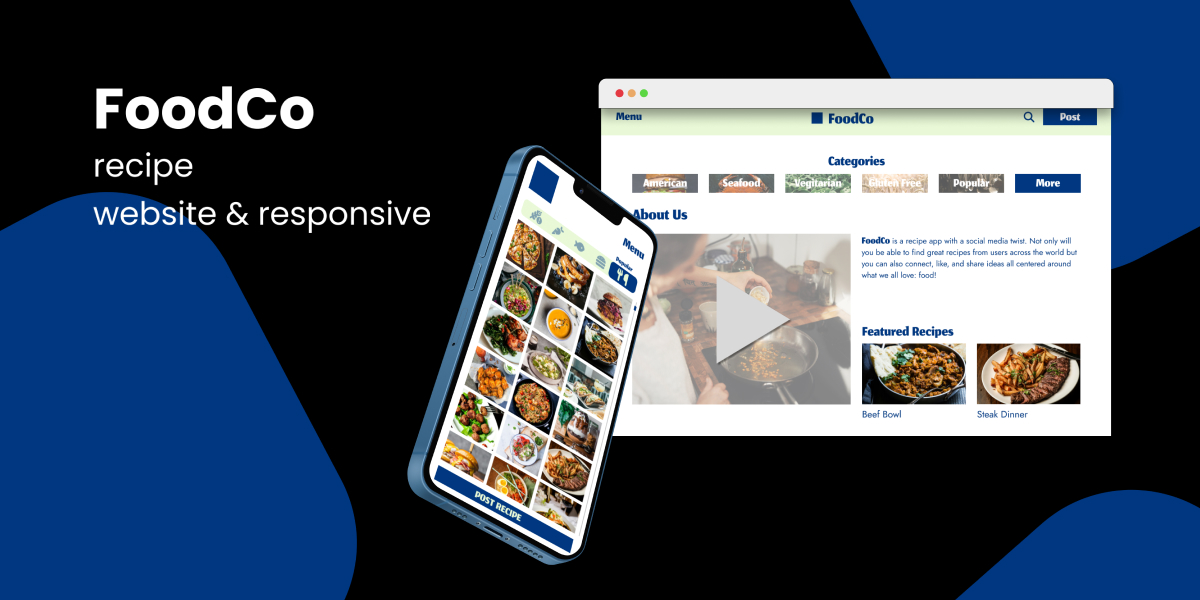 FoodCo
recipe
website & responsive
Menu
FoodCo
Post
Categories
American
Seafood
Vegitarian
Gluten Free
Popular
More
About Us
FoodCo is a recipe app with a social media twist. Not only will
you be able to find great recipes from users across the world but
you can also connect, like, and share ideas all centered around
what we all love: food!
Featured Recipes
Beef Bowl
Steak Dinner
Menu
Popular
POST RECIPE